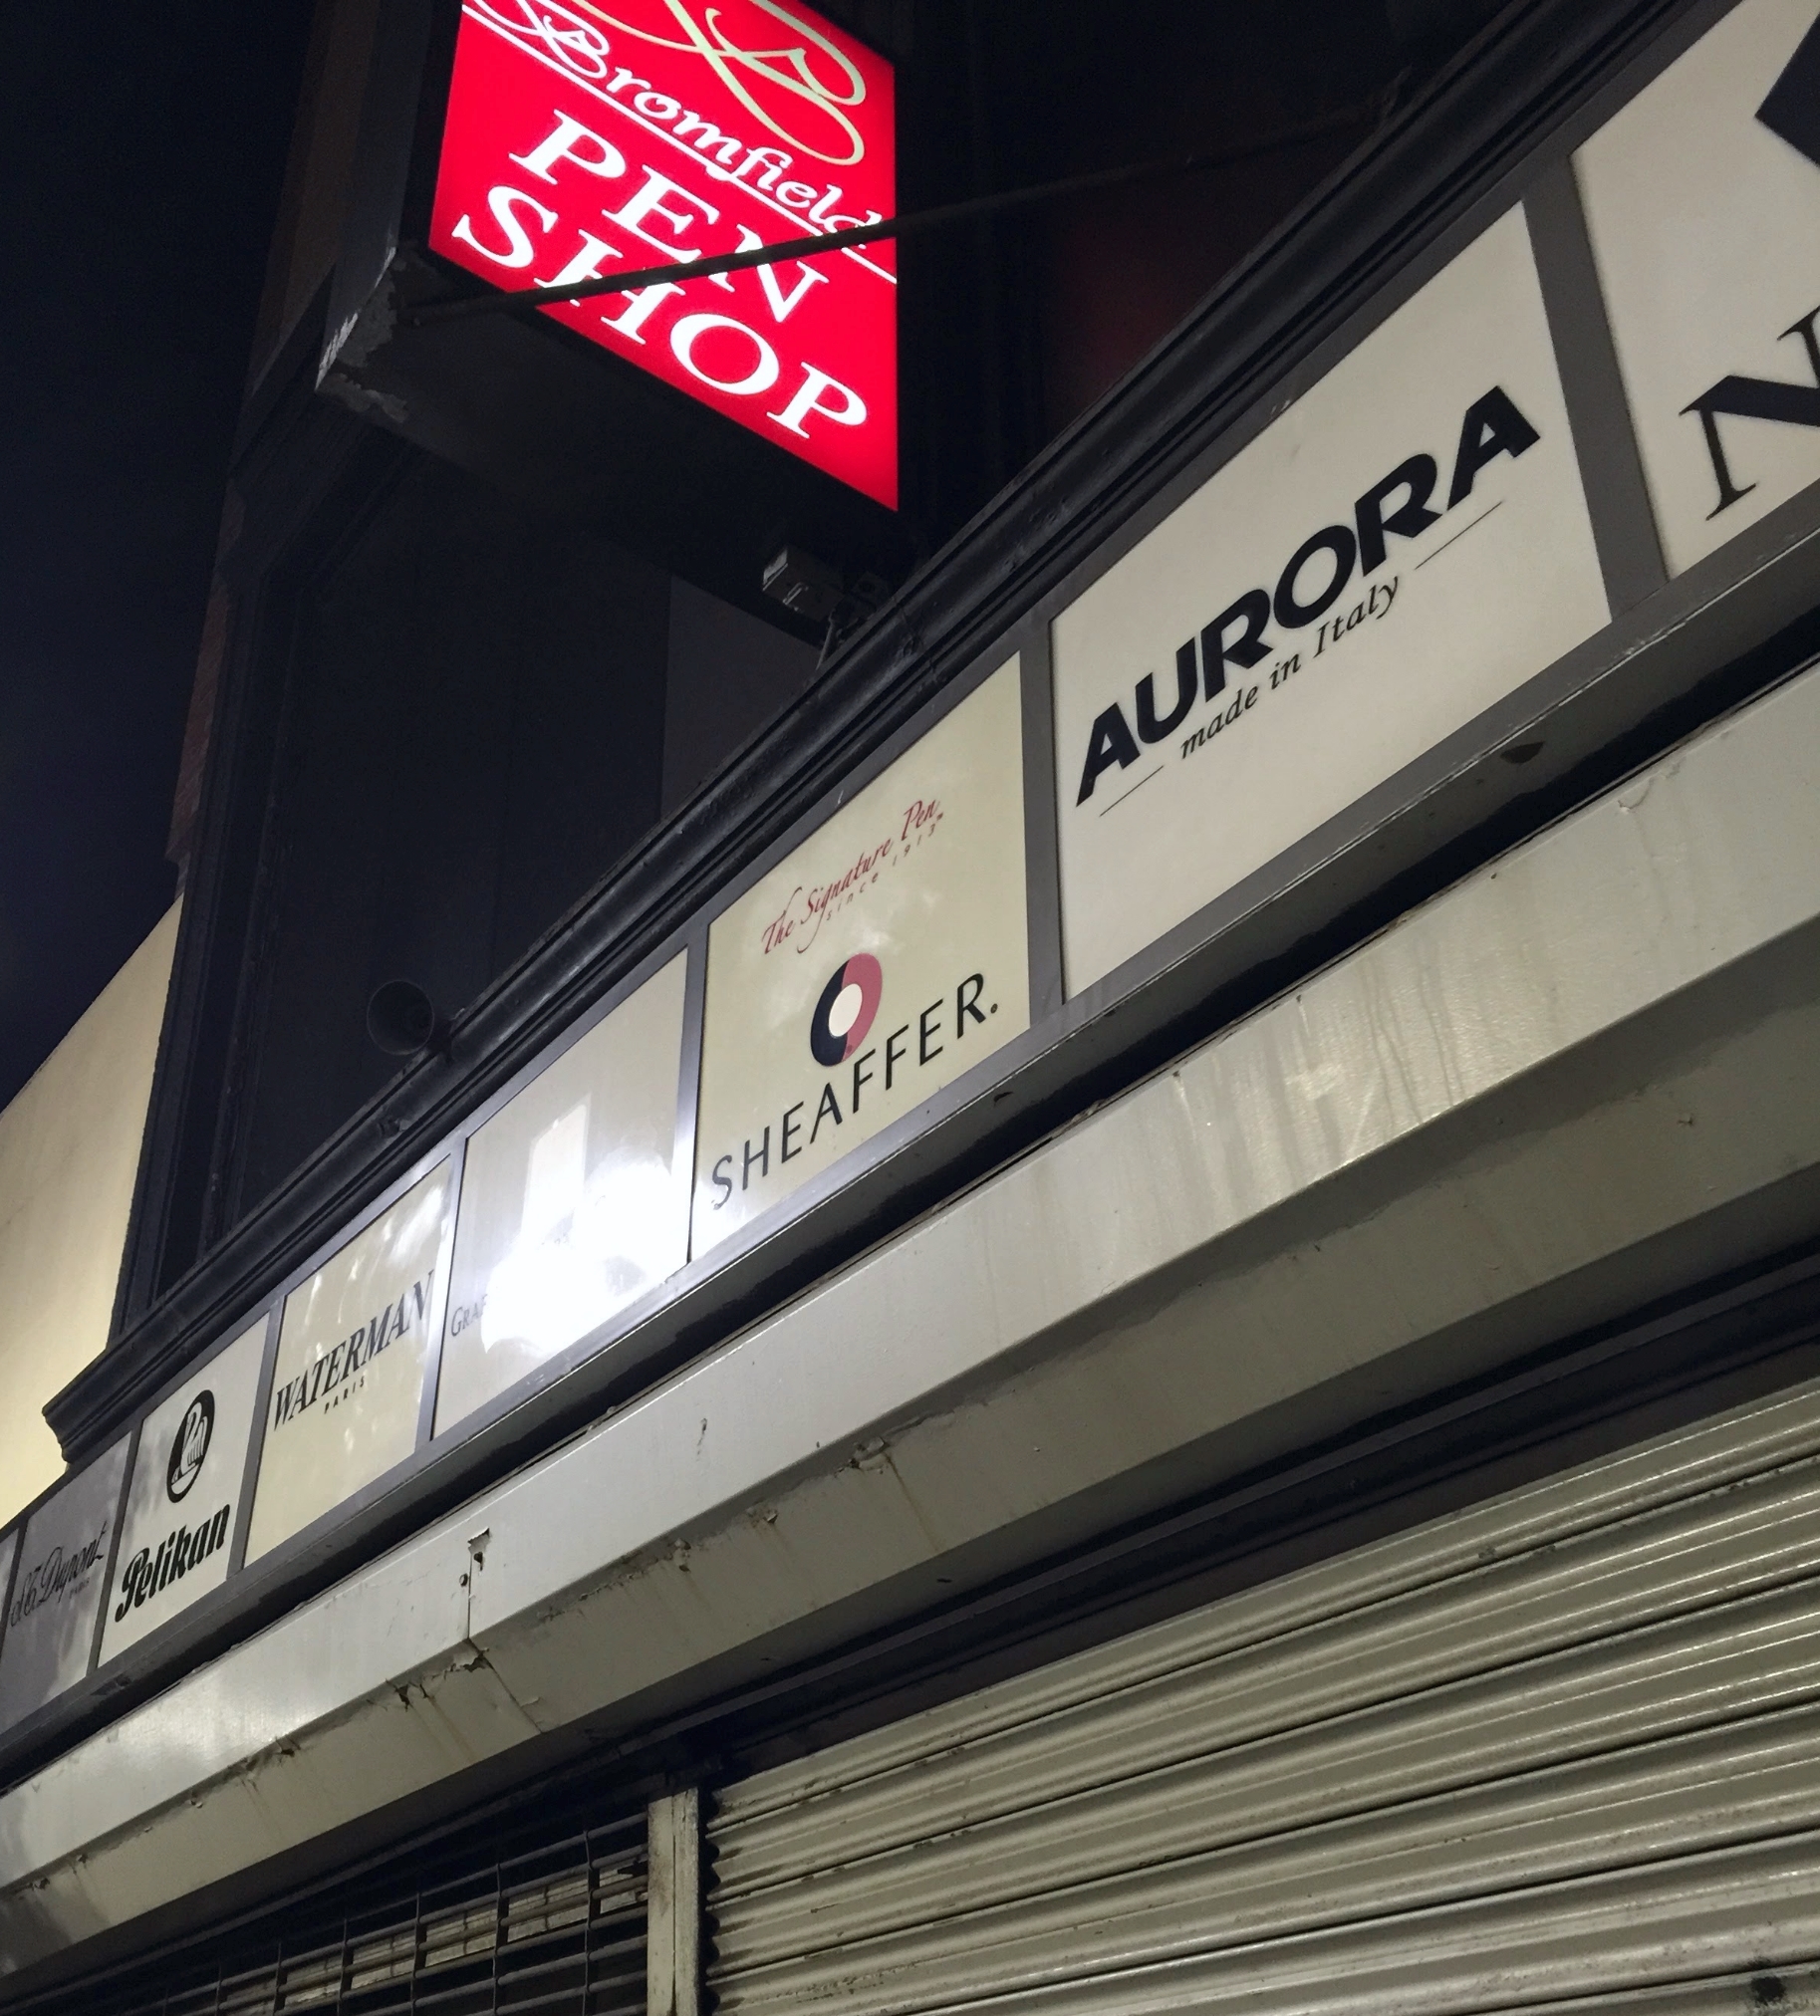 Bromfield
PEN
SHOP
S.T. Dupont
PARIS
Pelikan
WATERMAN
PARIS
The Signature Pen
since 1913
SHEAFFER.
AURORA
made in Italy